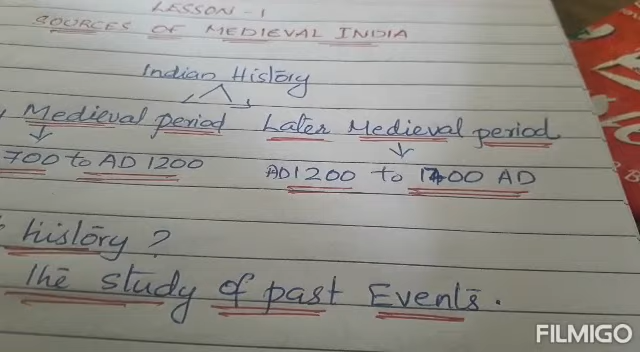 LESSON - 1
SOURCES OF MEDIEVAL INDIA
Indian History
Medieval period Later Medieval period
700 to AD 1200 AD 1200 to 1700 AD
history ?
The study of past Events.
FILMIGO